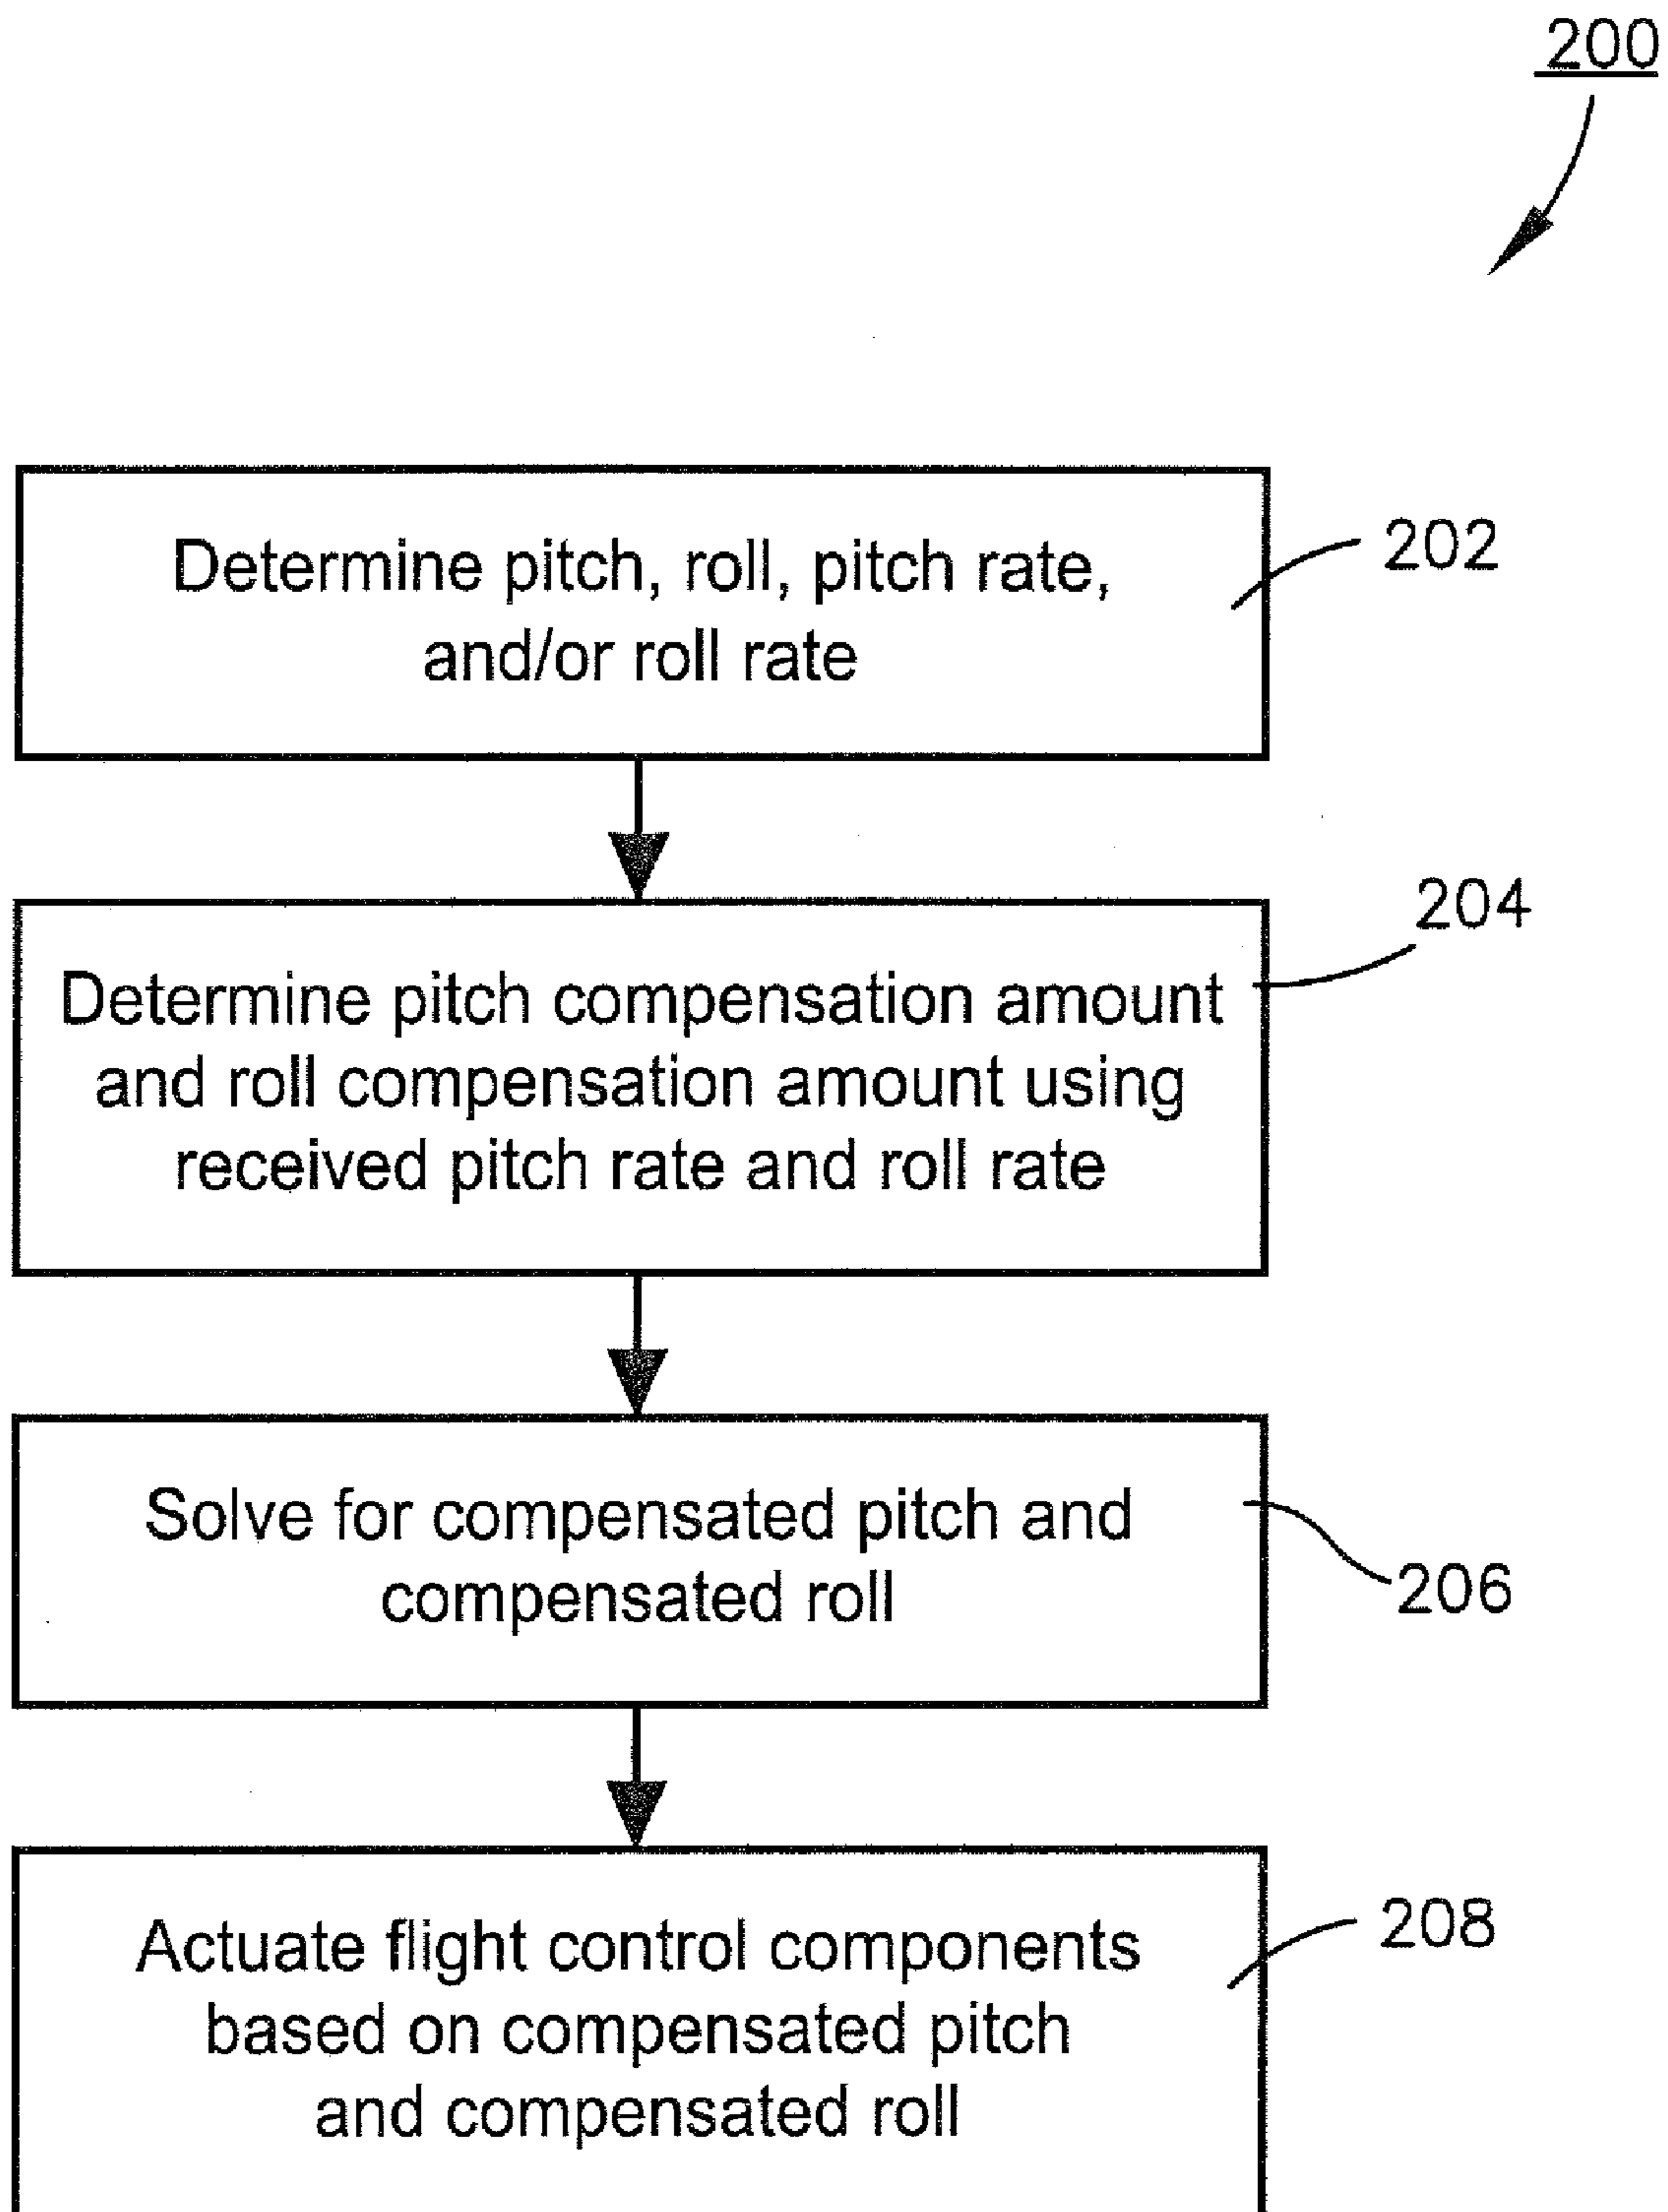 200
Determine pitch, roll, pitch rate,
and/or roll rate
202
Determine pitch compensation amount
and roll compensation amount using
received pitch rate and roll rate
204
Solve for compensated pitch and
compensated roll
206
Actuate flight control components
based on compensated pitch
and compensated roll
208